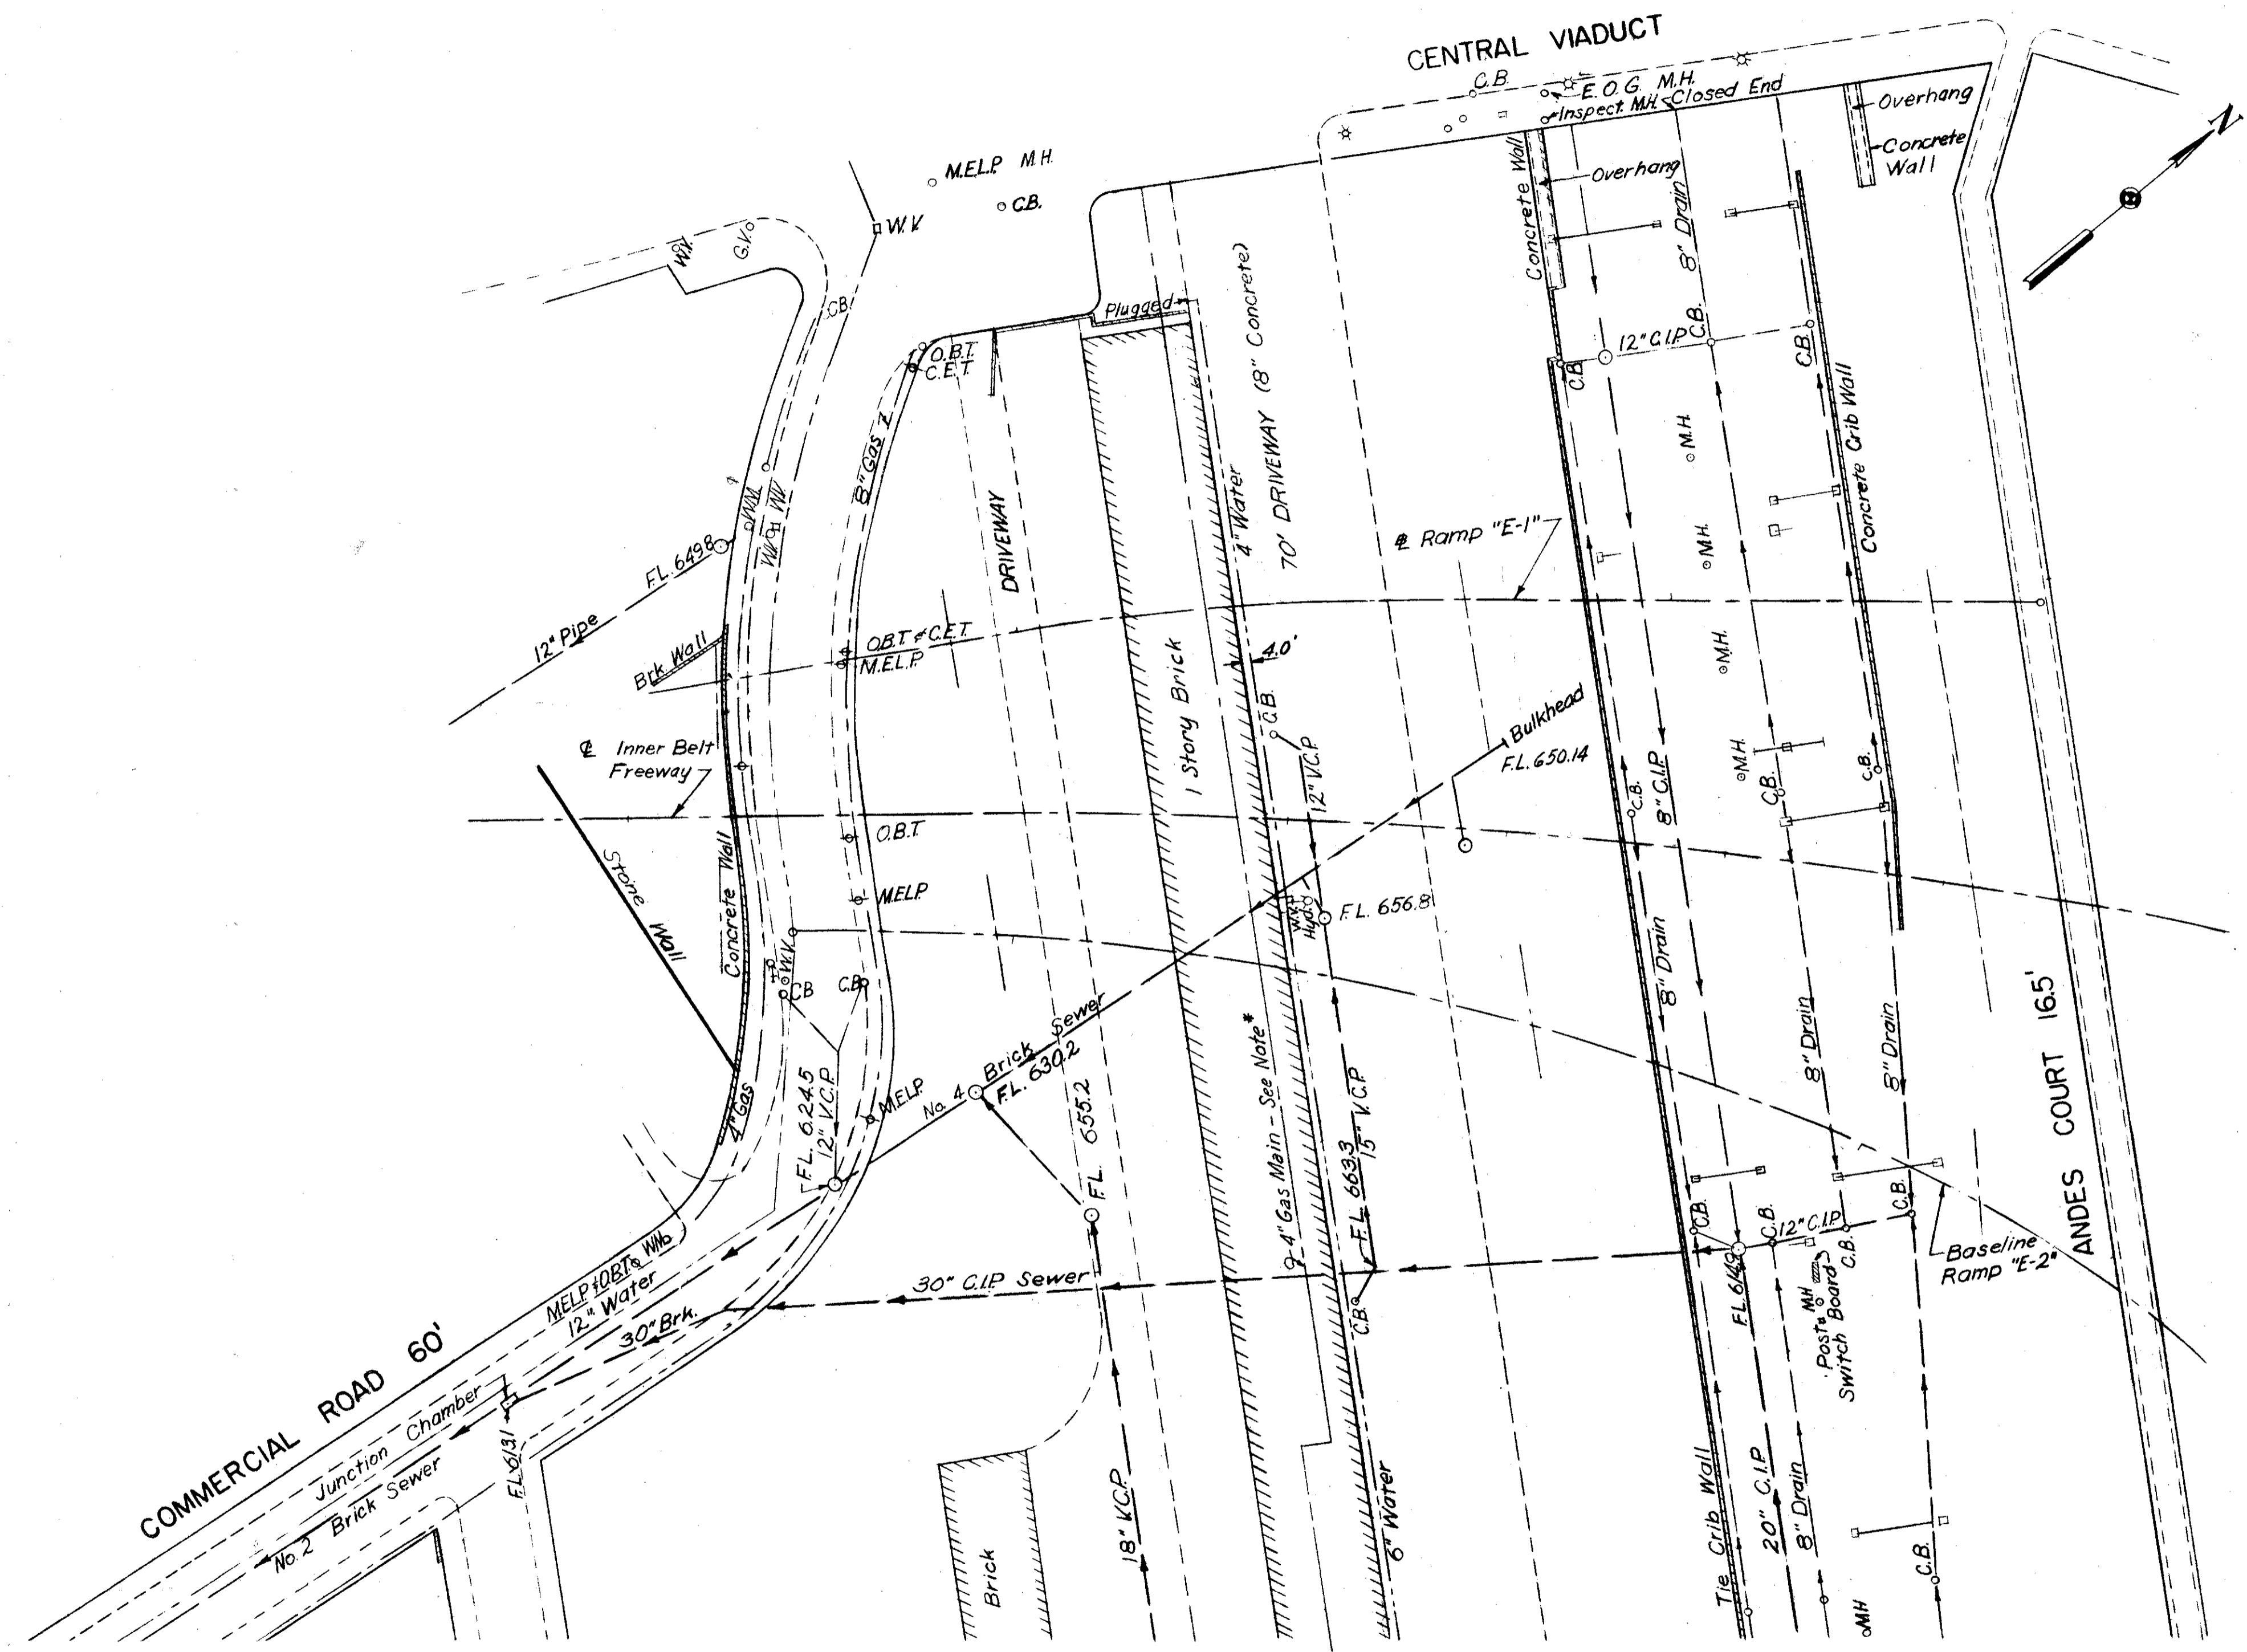 CENTRAL VIADUCT
C.B.
E.O.G. M.H.
Inspect. M.H.
Closed End
Overhang
Concrete
Wall
N
M.E.L.P. M.H.
C.B.
W.V.
W.V.
G.V.
C.B.
Concrete Wall
Overhang
8" Drain
Plugged
O.B.T.
C.E.T.
12" C.I.P.
C.B.
C.B.
C.B.
8" Gas
DRIVEWAY
4" Water
70' DRIVEWAY (8" Concrete)
M.H.
Concrete Crib Wall
F.L. 649.8
12" Pipe
W.V.
₵ Ramp "E-1"
M.H.
Brk Wall
O.B.T. & C.E.T.
M.E.L.P.
1 Story Brick
4.0'
M.H.
C.B.
Bulkhead
F.L. 650.14
12" V.C.P.
₵ Inner Belt
Freeway
M.H.
C.B.
C.B.
C.B.
8" C.I.P.
O.B.T.
Stone Wall
Concrete Wall
M.E.L.P.
W.V.
Hyd.
F.L. 656.8
8" Drain
W.V.
C.B.
C.B.
8" Drain
8" Drain
ANDES COURT 16.5'
No. 4 Brick Sewer
F.L. 630.2
F.L. 655.2
4" Gas Main - See Note*
F.L. 624.5
12" V.C.P.
M.E.L.P.
4" Gas
F.L. 663.3
15" V.C.P.
C.B.
C.B.
12" C.I.P.
C.B.
C.B.
Baseline
Ramp "E-2"
M.E.L.P. & O.B.T.
W.V.
12" Water
30" C.I.P. Sewer
C.B.
F.L. 614.9
M.H.
Post
Switch Board
30" Brk.
COMMERCIAL ROAD 60'
Junction Chamber
F.L. 613.1
No. 2 Brick Sewer
Brick
18" V.C.P.
6" Water
Tie Crib Wall
20" C.I.P.
8" Drain
C.B.
MH